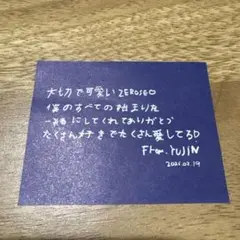 大切で可愛いZEROSEO
僕のすべての始まりを
一緒にしてくれてありがとう
たくさん好きでたくさん愛してるD
From. YUJIN
2025.02.19